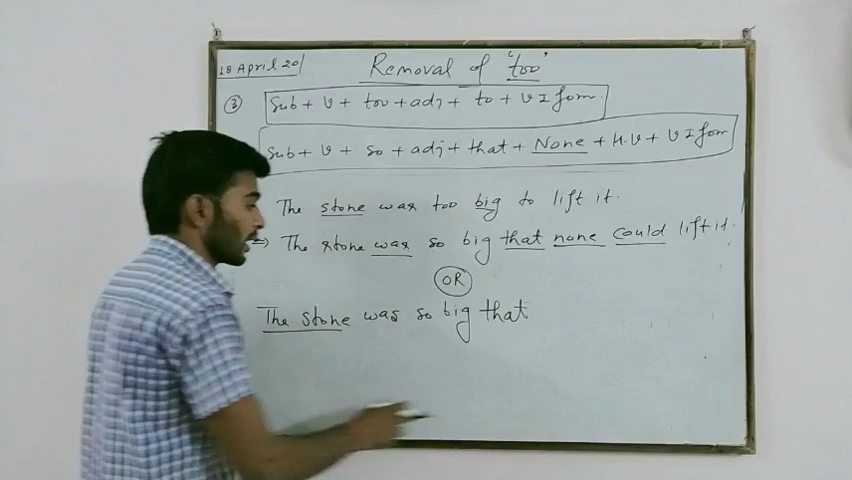 18 April 20
Removal of 'too'
③ Sub + V + too + adj + to + V I form.
Sub + V + so + adj + that + None + H.V + V I form
The stone was too big to lift it.
⇒ The stone was so big that none could lift it.
OR
The stone was so big that